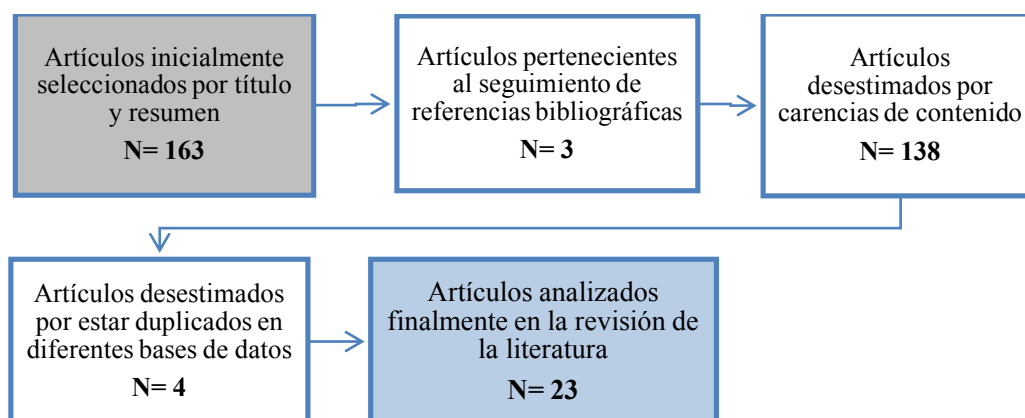 Artículos inicialmente
seleccionados por título
y resumen
N= 163
Artículos pertenecientes
al seguimiento de
referencias bibliográficas
N= 3
Artículos
desestimados por
carencias de contenido
N= 138
Artículos desestimados
por estar duplicados en
diferentes bases de datos
N= 4
Artículos analizados
finalmente en la revisión de
la literatura
N= 23